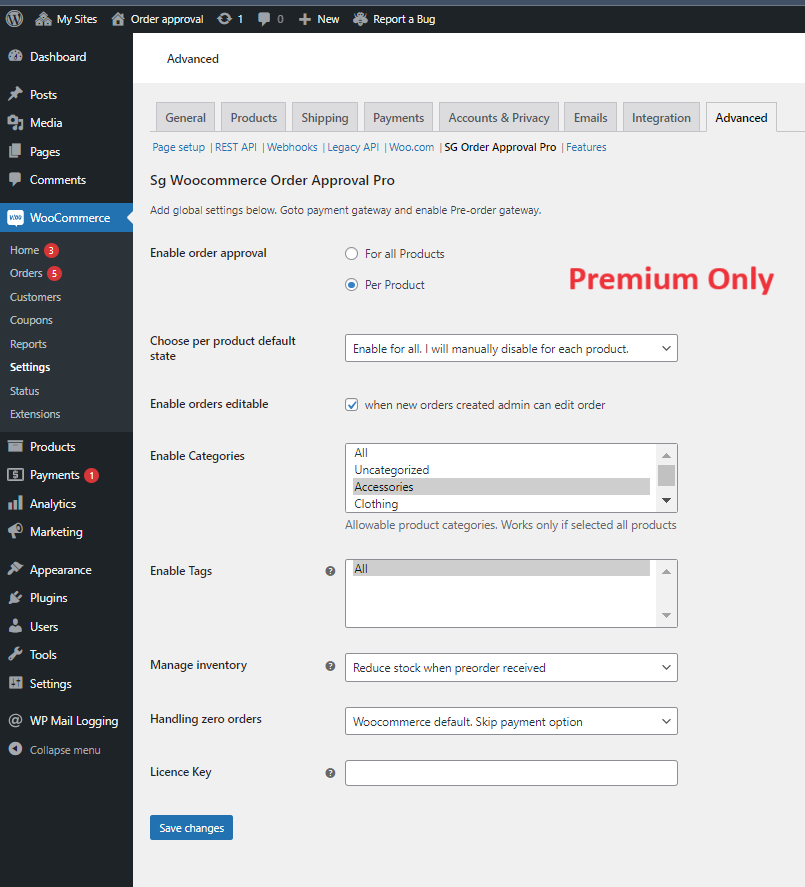 My Sites
Order approval
1
0
New
Report a Bug
Dashboard
Posts
Media
Pages
Comments
WOO WooCommerce
Home 3
Orders 5
Customers
Coupons
Reports
Settings
Status
Extensions
Products
Payments 1
Analytics
Marketing
Appearance
Plugins
Users
Tools
Settings
@ WP Mail Logging
Collapse menu
Advanced
General
Products
Shipping
Payments
Accounts & Privacy
Emails
Integration
Advanced
Page setup | REST API | Webhooks | Legacy API | Woo.com | SG Order Approval Pro | Features
Sg Woocommerce Order Approval Pro
Add global settings below. Goto payment gateway and enable Pre-order gateway.
Enable order approval
For all Products
Per Product
Premium Only
Choose per product default
state
Enable for all. I will manually disable for each product.
Enable orders editable
when new orders created admin can edit order
Enable Categories
All
Uncategorized
Accessories
Clothing
Allowable product categories. Works only if selected all products
Enable Tags
?
All
Manage inventory
?
Reduce stock when preorder received
Handling zero orders
Woocommerce default. Skip payment option
Licence Key
?
Save changes